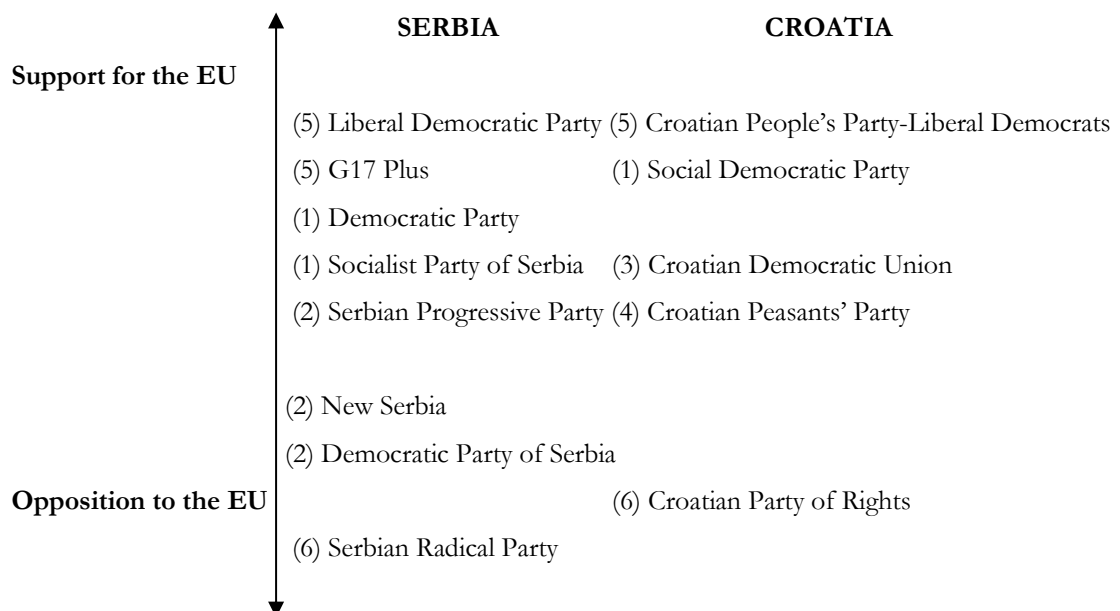 SERBIA CROATIA
Support for the EU
(5) Liberal Democratic Party (5) Croatian People’s Party-Liberal Democrats
(5) G17 Plus (1) Social Democratic Party
(1) Democratic Party
(1) Socialist Party of Serbia (3) Croatian Democratic Union
(2) Serbian Progressive Party (4) Croatian Peasants’ Party
(2) New Serbia
(2) Democratic Party of Serbia
Opposition to the EU (6) Croatian Party of Rights
(6) Serbian Radical Party